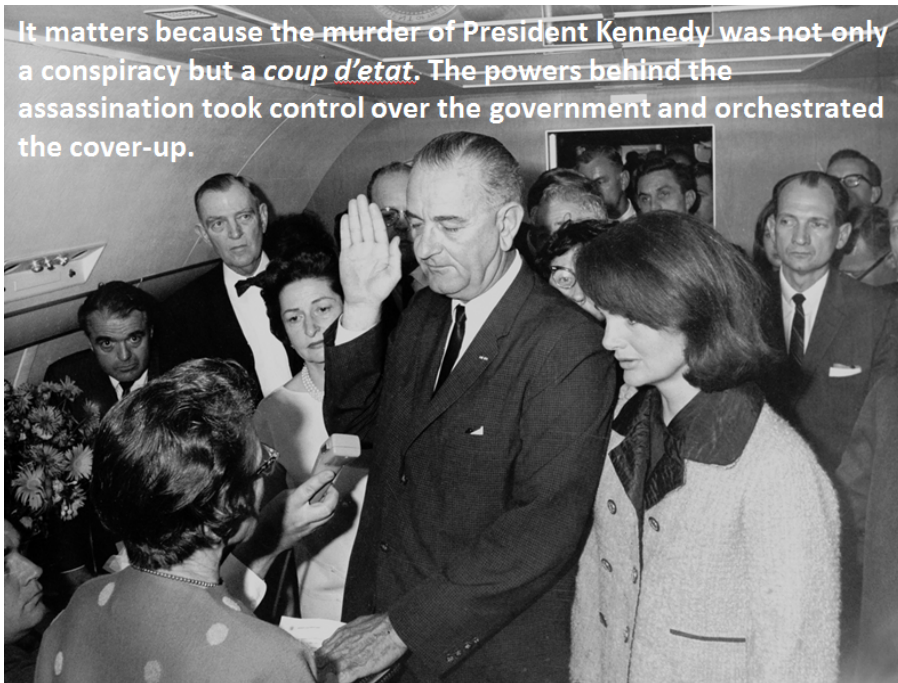 It matters because the murder of President Kennedy was not only
a conspiracy but a coup d’etat. The powers behind the
assassination took control over the government and orchestrated
the cover-up.